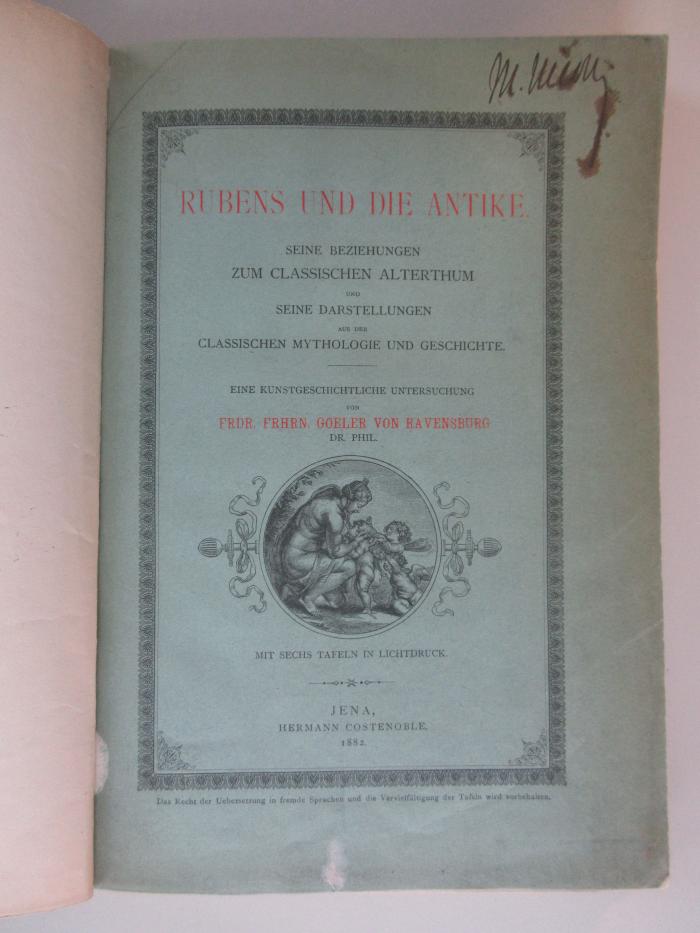 M.
RUBENS UND DIE ANTIKE.
SEINE BEZIEHUNGEN
ZUM CLASSISCHEN ALTERTHUM
UND
SEINE DARSTELLUNGEN
AUS DER
CLASSISCHEN MYTHOLOGIE UND GESCHICHTE.
EINE KUNSTGESCHICHTLICHE UNTERSUCHUNG
VON
FRDR. FRHRN. GOELER VON RAVENSBURG
DR. PHIL.
MIT SECHS TAFELN IN LICHTDRUCK.
JENA,
HERMANN COSTENOBLE.
1882.
Das Recht der Uebersetzung in fremde Sprachen und die Vervielfältigung der Tafeln wird vorbehalten.